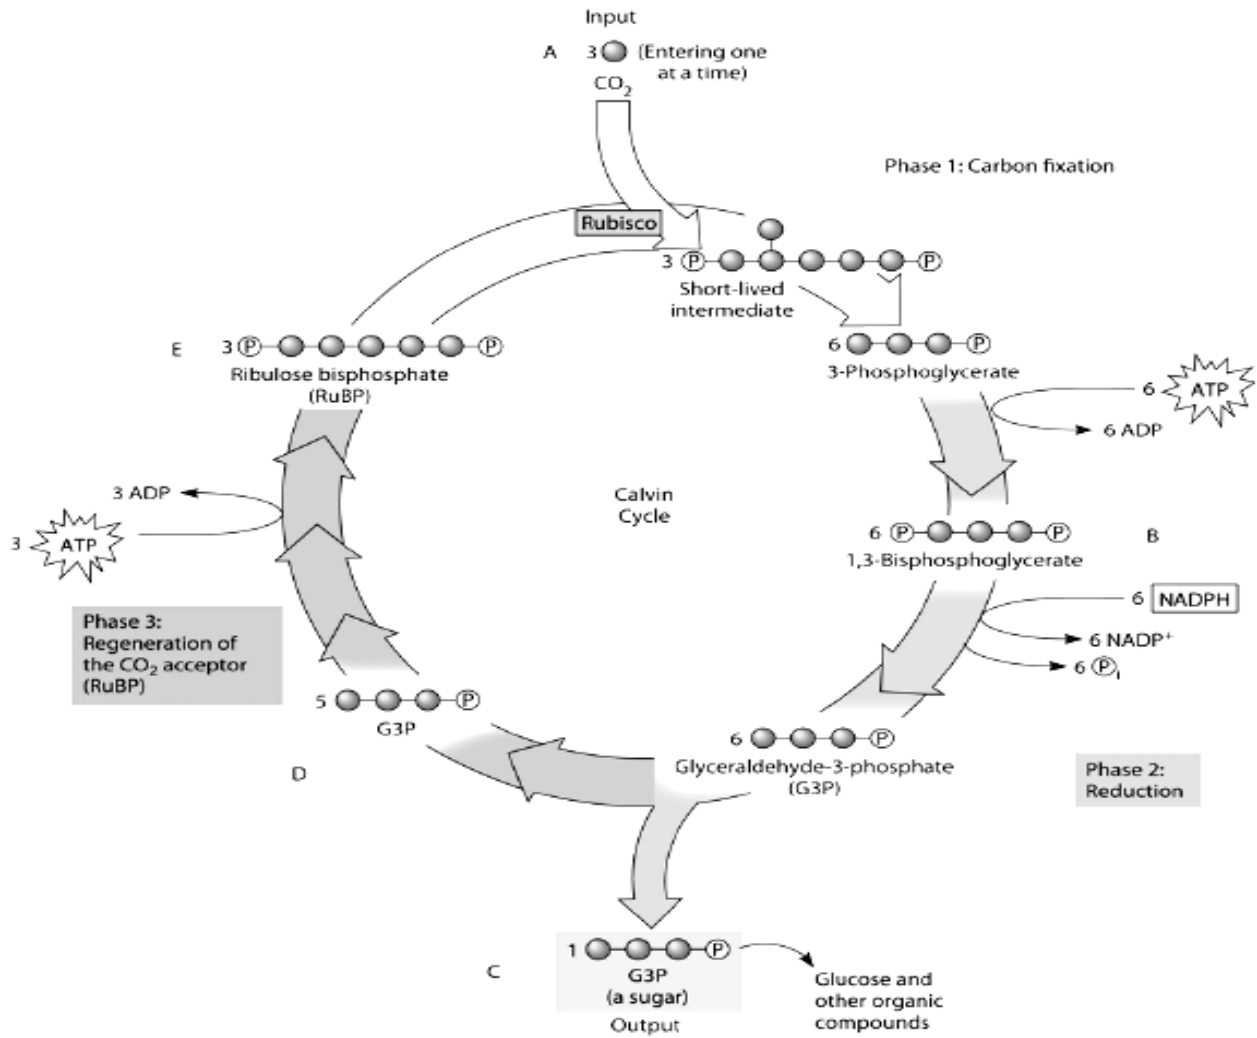 Input
A 3 (Entering one
at a time)
CO₂
Phase 1: Carbon fixation
Rubisco
3 P P
Short-lived
intermediate
E 3 P P
Ribulose bisphosphate
(RuBP)
6 P
3-Phosphoglycerate
6 ATP
6 ADP
3 ADP
3 ATP
Calvin
Cycle
6 P P B
1,3-Bisphosphoglycerate
6 NADPH
6 NADP⁺
6 Pᵢ
Phase 3:
Regeneration of
the CO₂ acceptor
(RuBP)
5 P
G3P
6 P
Glyceraldehyde-3-phosphate
(G3P)
D
Phase 2:
Reduction
C 1 P
G3P
(a sugar)
Output
Glucose and
other organic
compounds